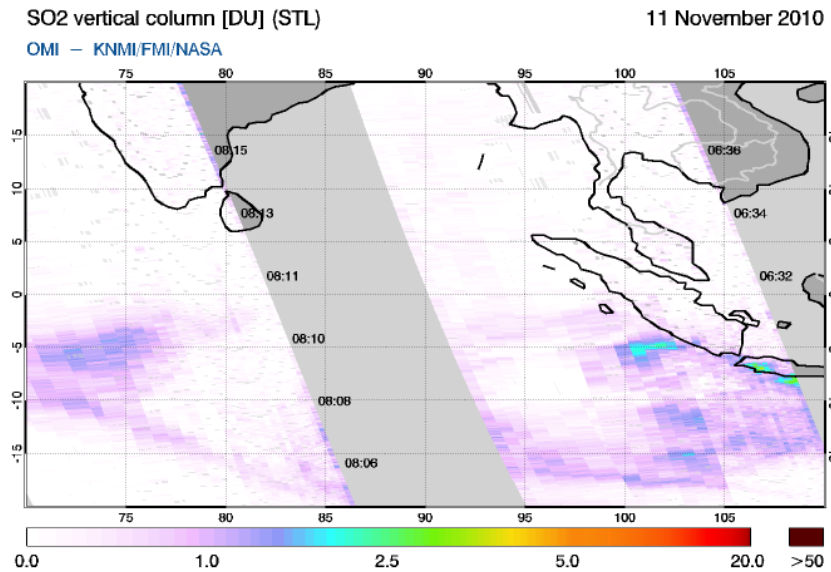 SO2 vertical column [DU] (STL) 11 November 2010
OMI – KNMI/FMI/NASA
75 80 85 90 95 100 105
15 08:15 06:36
10 08:13 06:34
5 08:11 06:32
0
-5 08:10
-10 08:08
-15 08:06
75 80 85 90 95 100 105
0.0 1.0 2.5 5.0 20.0 >50